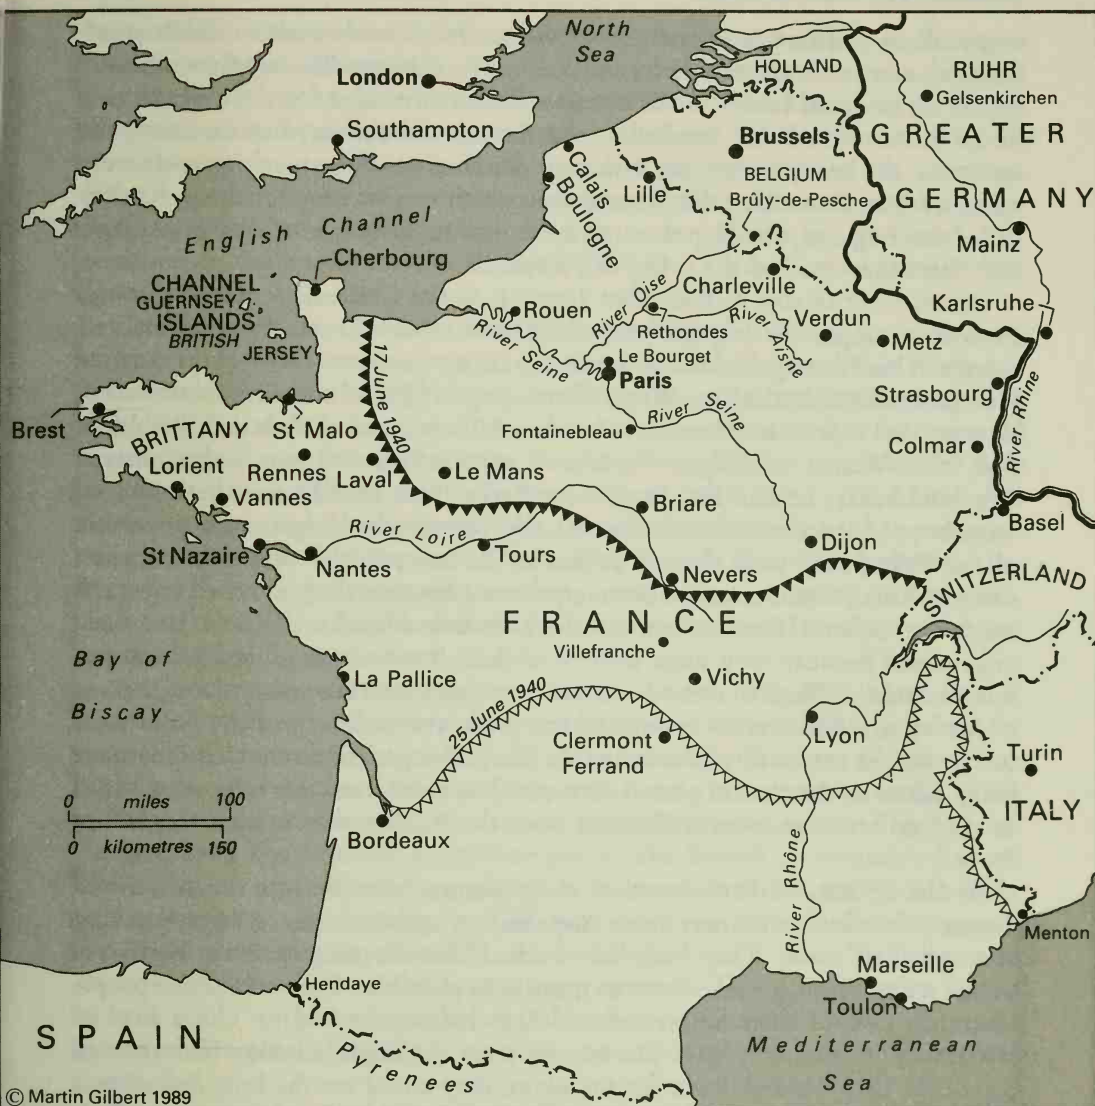 North
Sea
London
HOLLAND
RUHR
Gelsenkirchen
Southampton
Brussels
GREATER
Calais
Lille
BELGIUM
GERMANY
Boulogne
Brûly-de-Pesche
English Channel
Mainz
Cherbourg
CHANNEL
GUERNSEY
ISLANDS
BRITISH
JERSEY
Charleville
Karlsruhe
Rouen
River Oise
Rethondes
River Aisne
Verdun
Metz
River Seine
Le Bourget
Paris
17 June 1940
Strasbourg
River Rhine
River Seine
Brest
BRITTANY
St Malo
Fontainebleau
Colmar
Lorient
Rennes
Laval
Le Mans
Vannes
Briare
Basel
River Loire
St Nazaire
Nantes
Tours
Dijon
Nevers
SWITZERLAND
FRANCE
Villefranche
Bay of
Biscay
La Pallice
Vichy
25 June 1940
Lyon
Clermont
Ferrand
Turin
0 miles 100
0 kilometres 150
ITALY
Bordeaux
River Rhône
Menton
Marseille
Hendaye
Toulon
SPAIN
Pyrenees
Mediterranean
Sea
© Martin Gilbert 1989